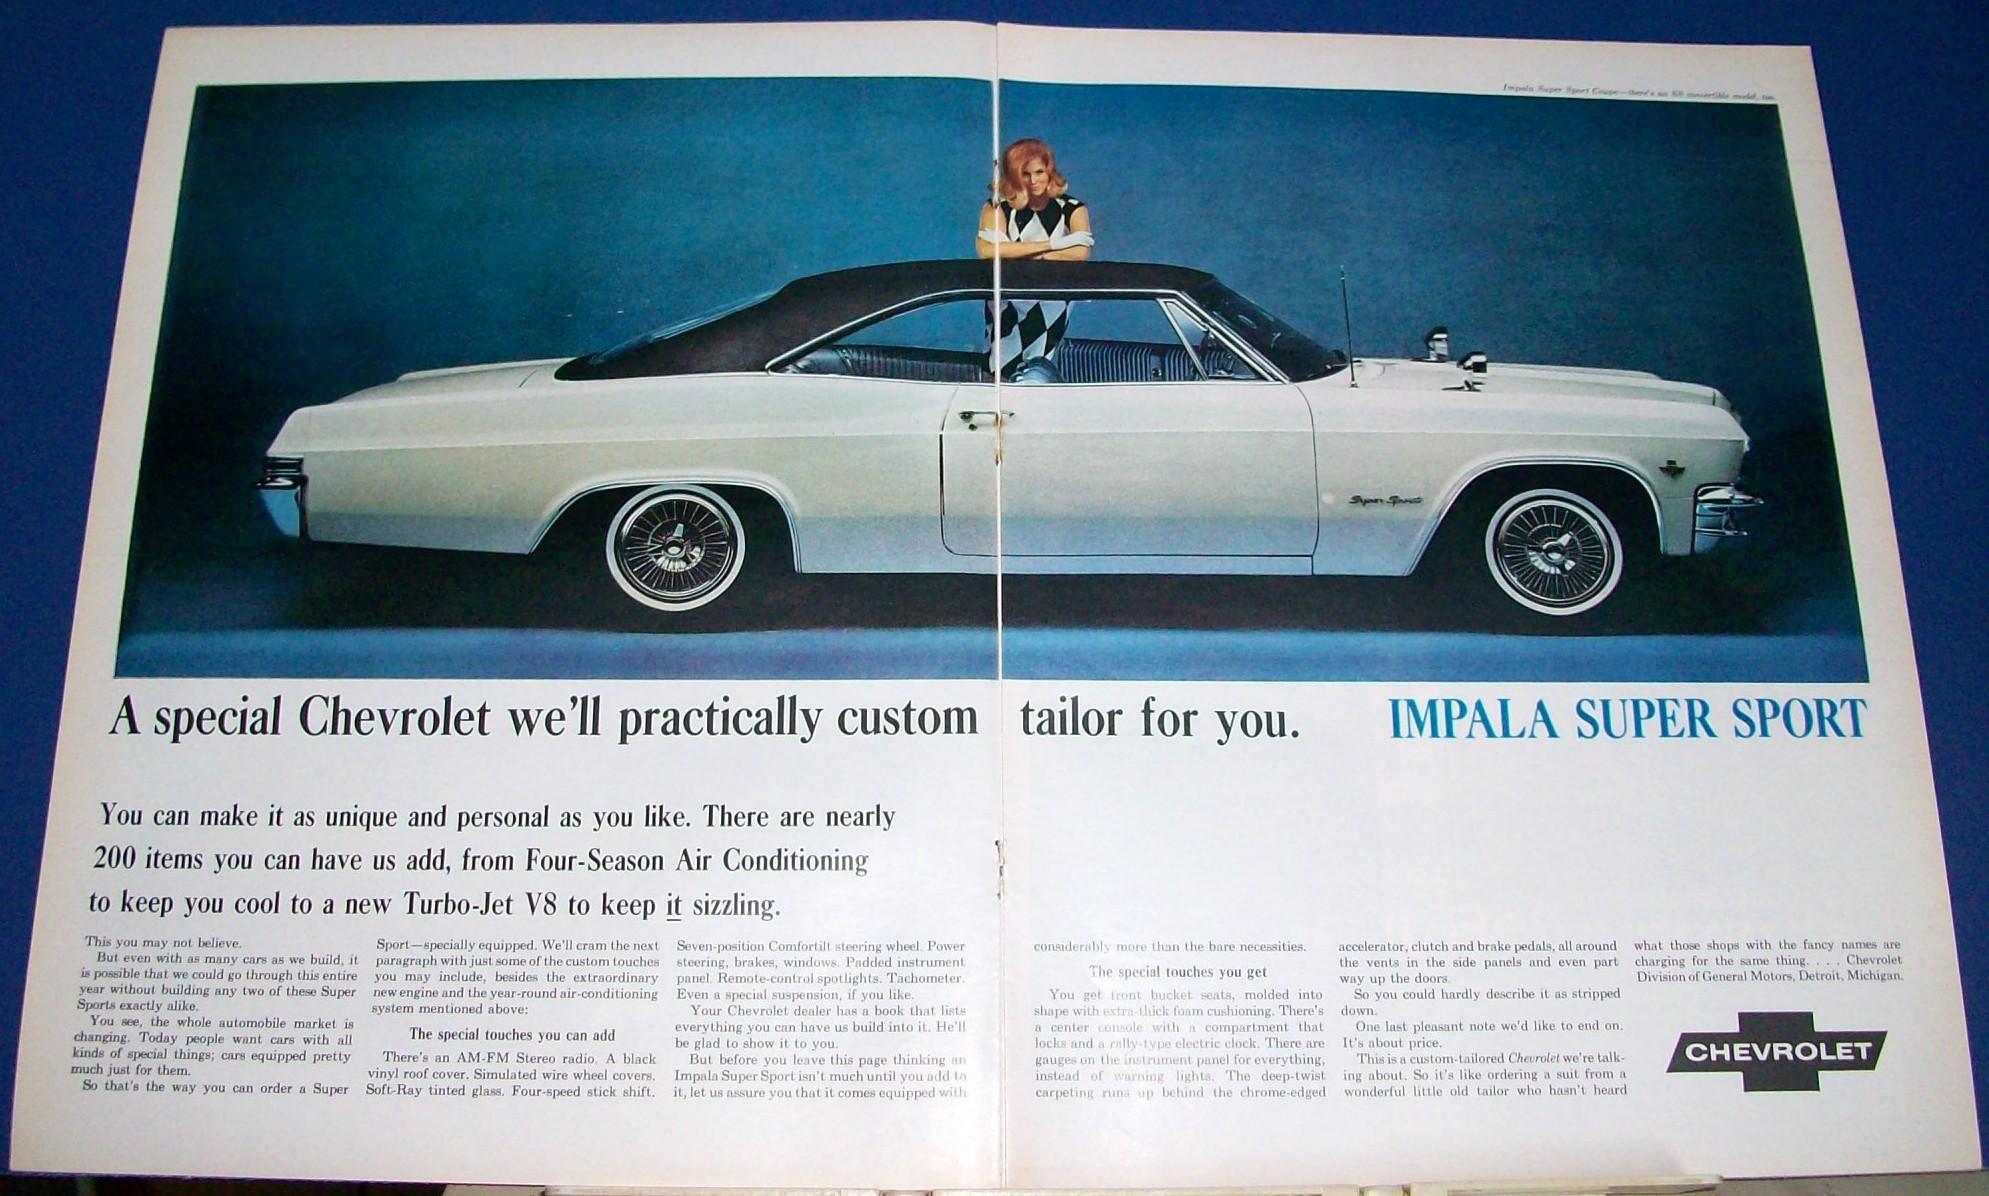 Impala Super Sport Coupe—there's an SS convertible model, too.
Super Sport
A special Chevrolet we'll practically custom tailor for you.
IMPALA SUPER SPORT
You can make it as unique and personal as you like. There are nearly
200 items you can have us add, from Four-Season Air Conditioning
to keep you cool to a new Turbo-Jet V8 to keep it sizzling.
This you may not believe.
But even with as many cars as we build, it
is possible that we could go through this entire
year without building any two of these Super
Sports exactly alike.
You see, the whole automobile market is
changing. Today people want cars with all
kinds of special things; cars equipped pretty
much just for them.
So that's the way you can order a Super
Sport—specially equipped. We'll cram the next
paragraph with just some of the custom touches
you may include, besides the extraordinary
new engine and the year-round air-conditioning
system mentioned above:
The special touches you can add
There's an AM-FM Stereo radio. A black
vinyl roof cover. Simulated wire wheel covers.
Soft-Ray tinted glass. Four-speed stick shift.
Seven-position Comfortilt steering wheel. Power
steering, brakes, windows. Padded instrument
panel. Remote-control spotlights. Tachometer.
Even a special suspension, if you like.
Your Chevrolet dealer has a book that lists
everything you can have us build into it. He'll
be glad to show it to you.
But before you leave this page thinking an
Impala Super Sport isn't much until you add to
it, let us assure you that it comes equipped with
considerably more than the bare necessities.
The special touches you get
You get front bucket seats, molded into
shape with extra-thick foam cushioning. There's
a center console with a compartment that
locks and a rally-type electric clock. There are
gauges on the instrument panel for everything,
instead of warning lights. The deep-twist
carpeting runs up behind the chrome-edged
accelerator, clutch and brake pedals, all around
the vents in the side panels and even part
way up the doors.
So you could hardly describe it as stripped
down.
One last pleasant note we'd like to end on.
It's about price.
This is a custom-tailored Chevrolet we're talk-
ing about. So it's like ordering a suit from a
wonderful little old tailor who hasn't heard
what those shops with the fancy names are
charging for the same thing. . . . Chevrolet
Division of General Motors, Detroit, Michigan.
CHEVROLET